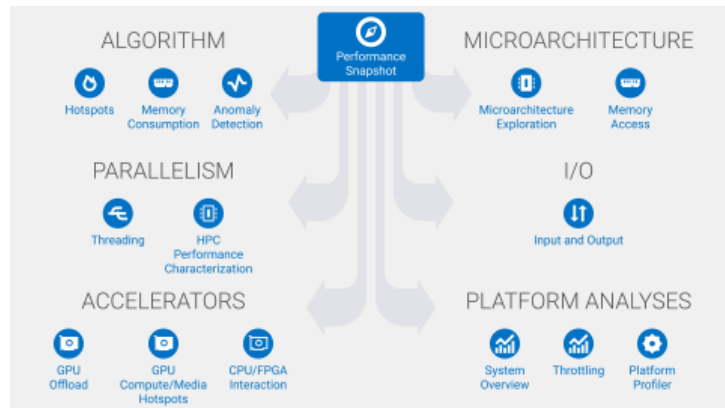 Performance
Snapshot
ALGORITHM
Hotspots
Memory
Consumption
Anomaly
Detection
MICROARCHITECTURE
Microarchitecture
Exploration
Memory
Access
PARALLELISM
Threading
HPC
Performance
Characterization
I/O
Input and Output
ACCELERATORS
GPU
Offload
GPU
Compute/Media
Hotspots
CPU/FPGA
Interaction
PLATFORM ANALYSES
System
Overview
Throttling
Platform
Profiler